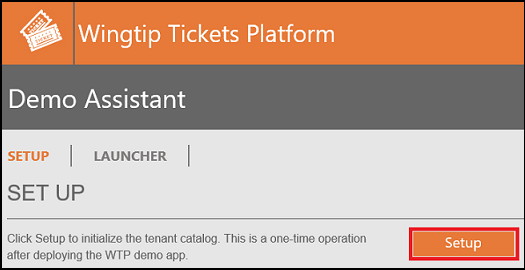 Wingtip Tickets Platform
Demo Assistant
SETUP
LAUNCHER
SET UP
Click Setup to initialize the tenant catalog. This is a one-time operation
after deploying the WTP demo app.
Setup